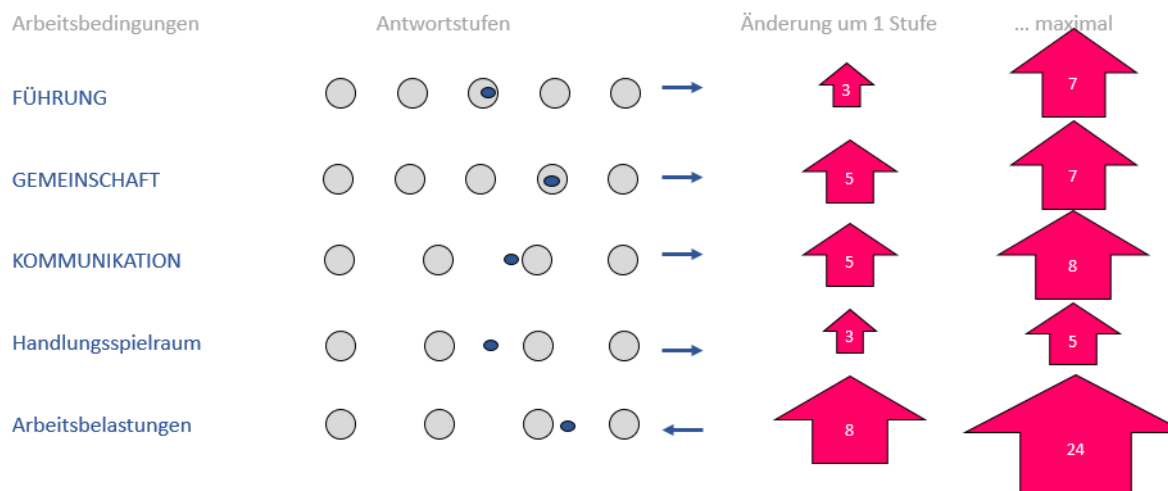 Arbeitsbedingungen Antwortstufen Änderung um 1 Stufe ... maximal
FÜHRUNG 3 7
GEMEINSCHAFT 5 7
KOMMUNIKATION 5 8
Handlungsspielraum 3 5
Arbeitsbelastungen 8 24